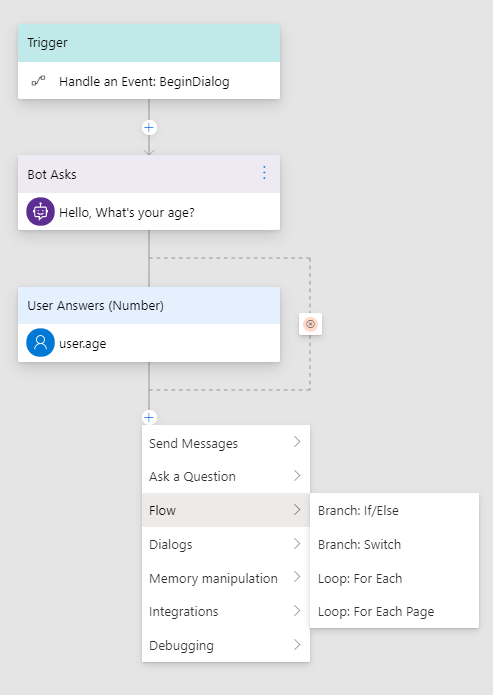 Trigger
Handle an Event: BeginDialog
Bot Asks
Hello, What's your age?
User Answers (Number)
user.age
Send Messages
Ask a Question
Flow
Branch: If/Else
Dialogs
Branch: Switch
Memory manipulation
Loop: For Each
Integrations
Loop: For Each Page
Debugging